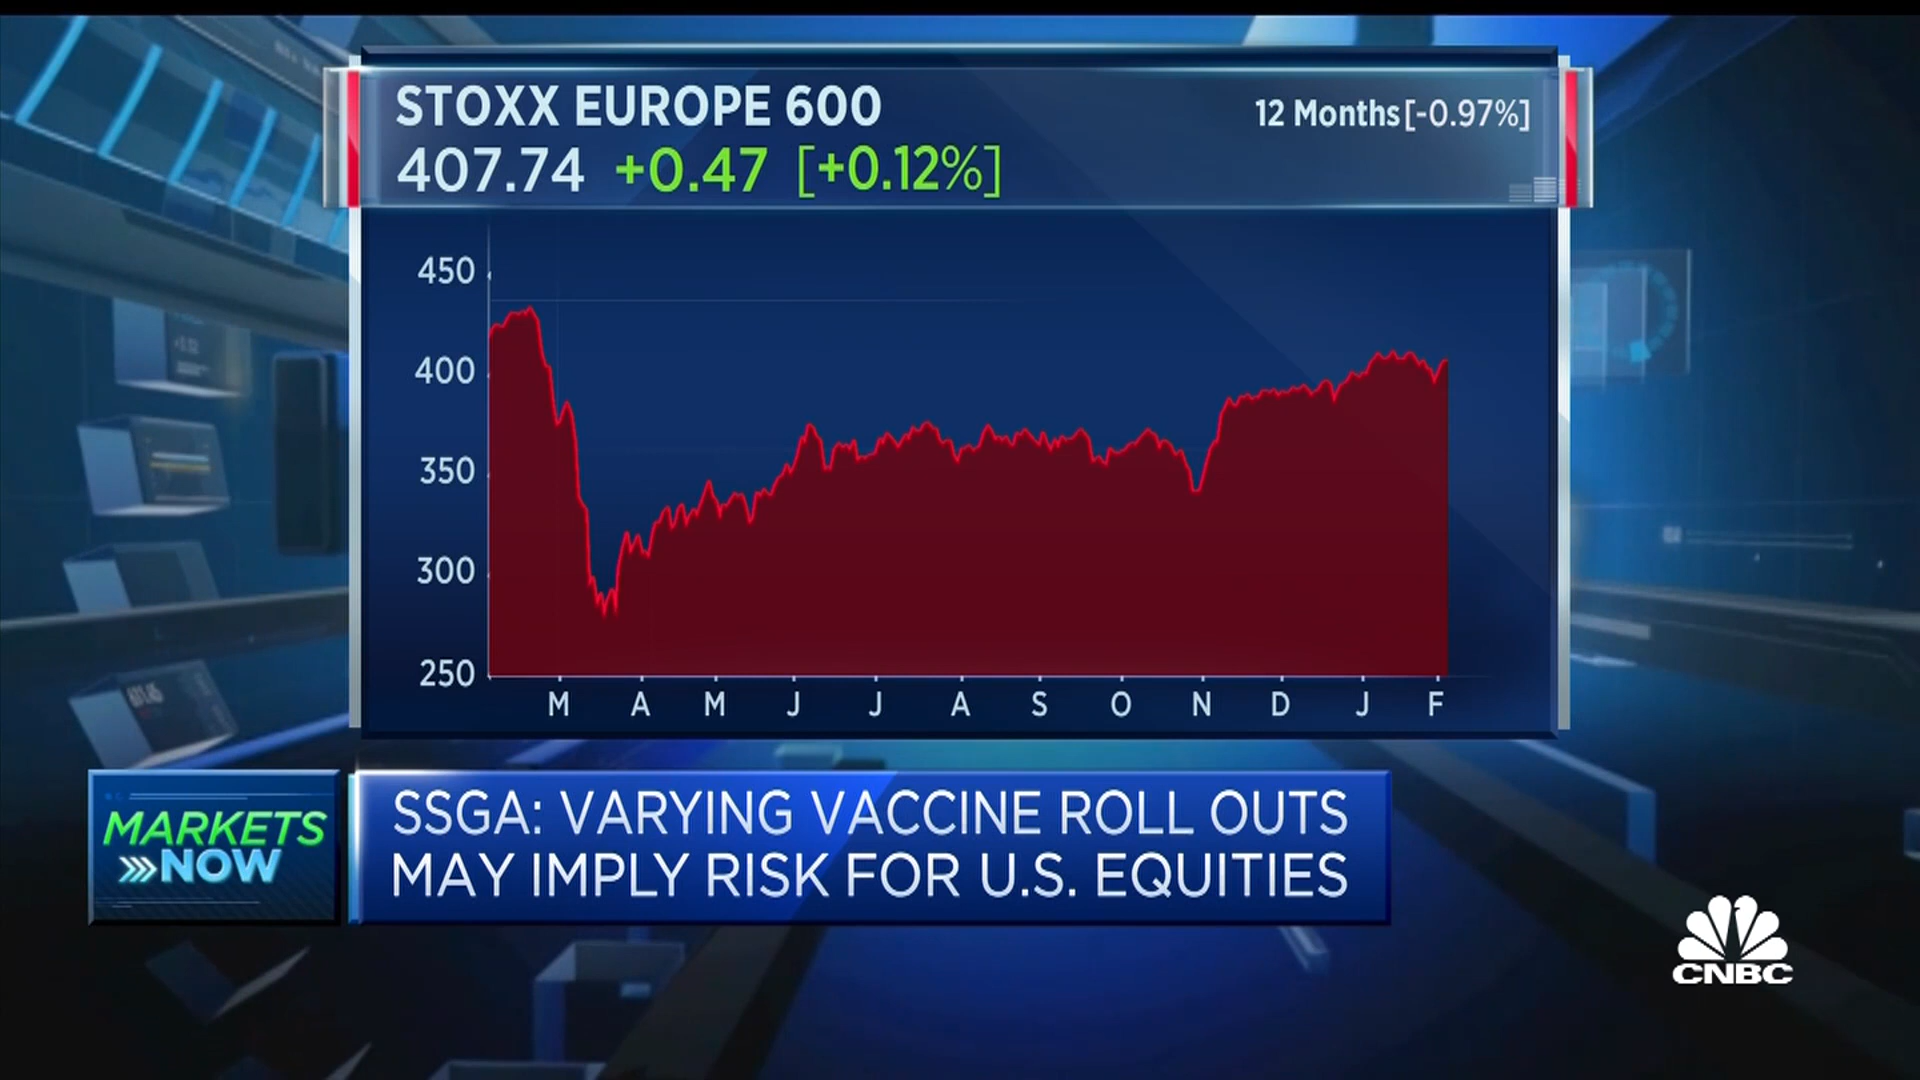 STOXX EUROPE 600
12 Months [-0.97%]
407.74 +0.47 [+0.12%]
450
400
350
300
250
M A M J J A S O N D J F
MARKETS
NOW
SSGA: VARYING VACCINE ROLL OUTS
MAY IMPLY RISK FOR U.S. EQUITIES
CNBC